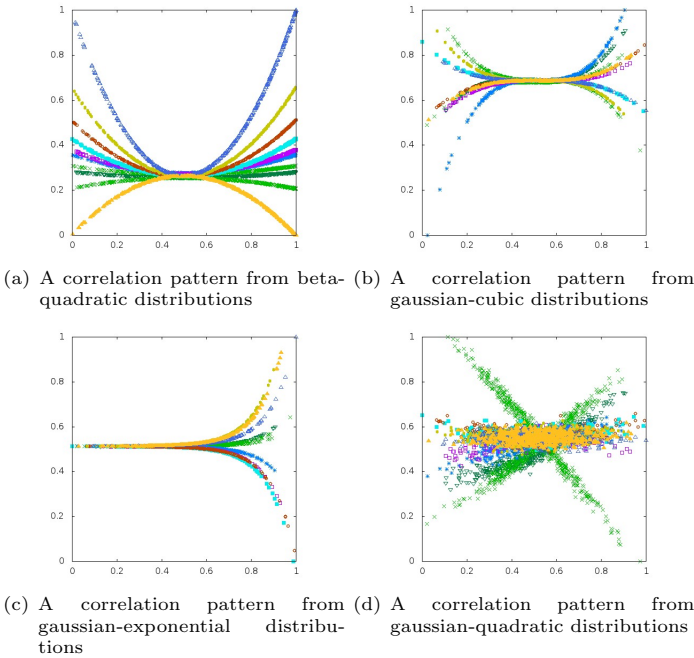 1
0.8
0.6
0.4
0.2
0
0 0.2 0.4 0.6 0.8 1
1
0.8
0.6
0.4
0.2
0
0 0.2 0.4 0.6 0.8 1
(a) A correlation pattern from beta-
quadratic distributions
(b) A correlation pattern from
gaussian-cubic distributions
1
0.8
0.6
0.4
0.2
0
0 0.2 0.4 0.6 0.8 1
1
0.8
0.6
0.4
0.2
0
0 0.2 0.4 0.6 0.8 1
(c) A correlation pattern from
gaussian-exponential distribu-
tions
(d) A correlation pattern from
gaussian-quadratic distributions